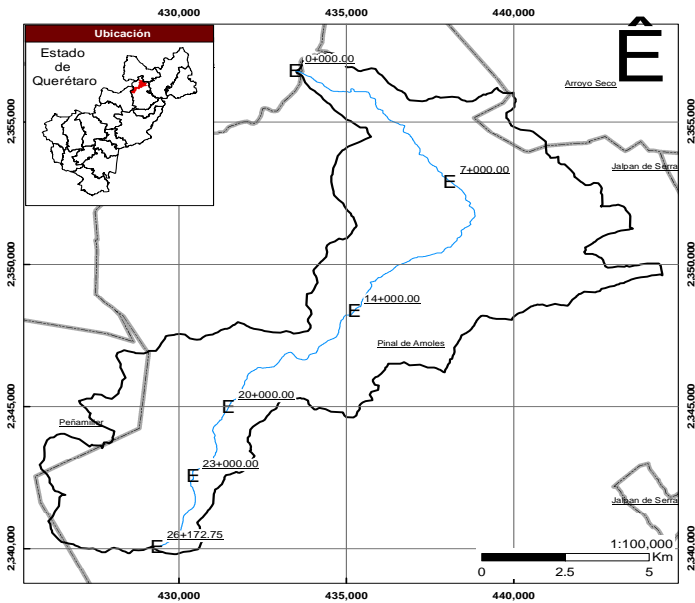 430,000
435,000
440,000
Ubicación
Estado
de
Querétaro
Ê
0+000.00
E
Arroyo Seco
2,355,000
2,355,000
Jalpan de Serra
7+000.00
E
2,350,000
2,350,000
14+000.00
E
Pinal de Amoles
20+000.00
E
2,345,000
2,345,000
Peñamiller
23+000.00
E
Jalpan de Serra
26+172.75
E
2,340,000
2,340,000
1:100,000
Km
0
2.5
5
430,000
435,000
440,000